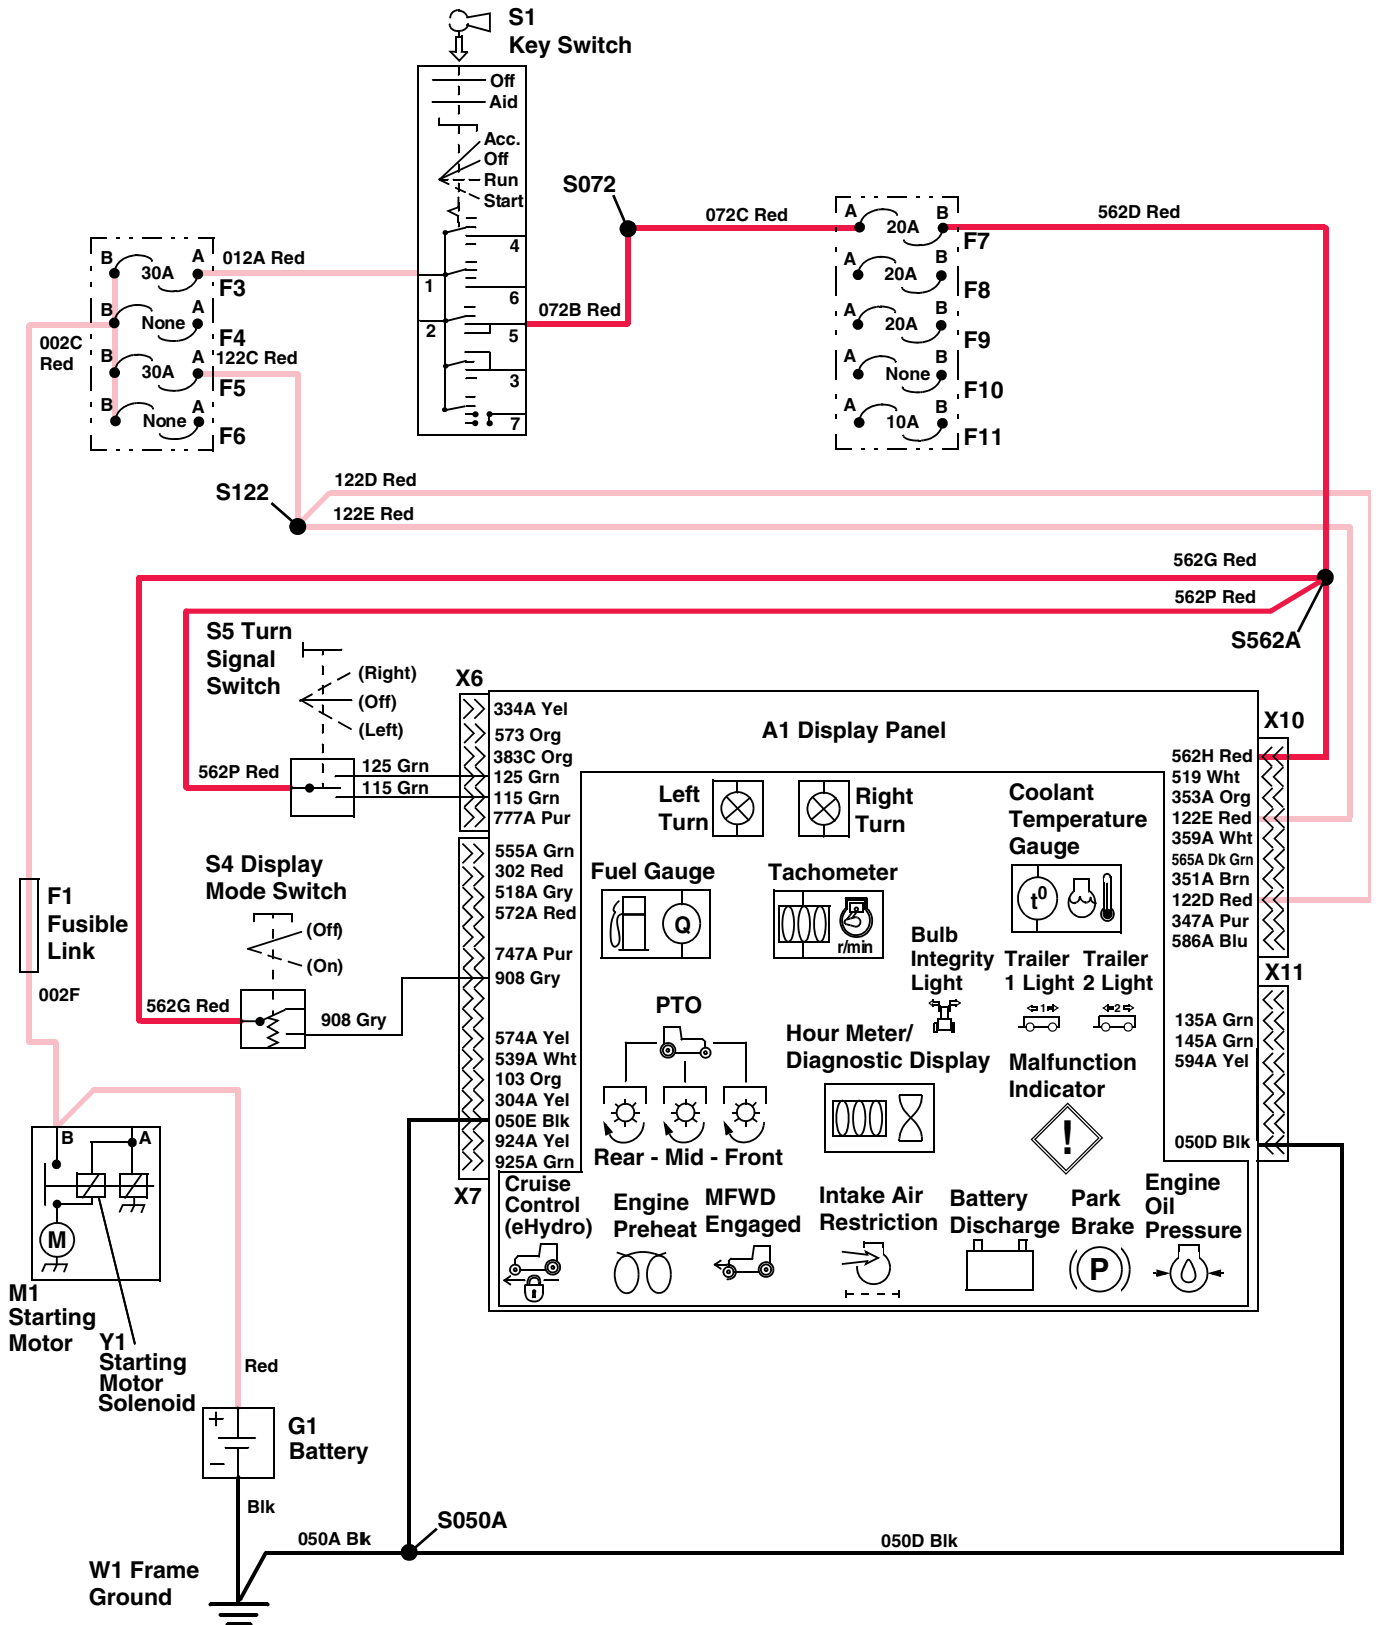 S1
Key Switch
Off
Aid
Acc.
Off
Run
Start
4
1
6
2
5
3
7
S072
072B Red
072C Red
562D Red
A
B
20A
F7
A
B
20A
F8
A
B
20A
F9
A
B
None
F10
A
B
10A
F11
B
A
30A
F3
012A Red
B
A
None
F4
B
A
30A
F5
122C Red
B
A
None
F6
002C
Red
S122
122D Red
122E Red
562G Red
562P Red
S562A
S5 Turn
Signal
Switch
(Right)
(Off)
(Left)
562P Red
125 Grn
115 Grn
S4 Display
Mode Switch
(Off)
(On)
562G Red
908 Gry
F1
Fusible
Link
002F
X6
334A Yel
573 Org
383C Org
125 Grn
115 Grn
777A Pur
555A Grn
302 Red
518A Gry
572A Red
747A Pur
908 Gry
574A Yel
539A Wht
103 Org
304A Yel
050E Blk
924A Yel
925A Grn
X7
A1 Display Panel
X10
562H Red
519 Wht
353A Org
122E Red
359A Wht
565A Dk Grn
351A Brn
122D Red
347A Pur
586A Blu
X11
135A Grn
145A Grn
594A Yel
050D Blk
Left
Turn
Right
Turn
Coolant
Temperature
Gauge
t0
Fuel Gauge
Q
Tachometer
r/min
Bulb
Integrity
Light
Trailer
1 Light
1
Trailer
2 Light
2
PTO
Rear - Mid - Front
Hour Meter/
Diagnostic Display
Malfunction
Indicator
!
Cruise
Control
(eHydro)
Engine
Preheat
MFWD
Engaged
Intake Air
Restriction
Battery
Discharge
Park
Brake
P
Engine
Oil
Pressure
B
A
M
M1
Starting
Motor
Y1
Starting
Motor
Solenoid
Red
+
−
G1
Battery
Blk
050A Blk
S050A
050D Blk
W1 Frame
Ground